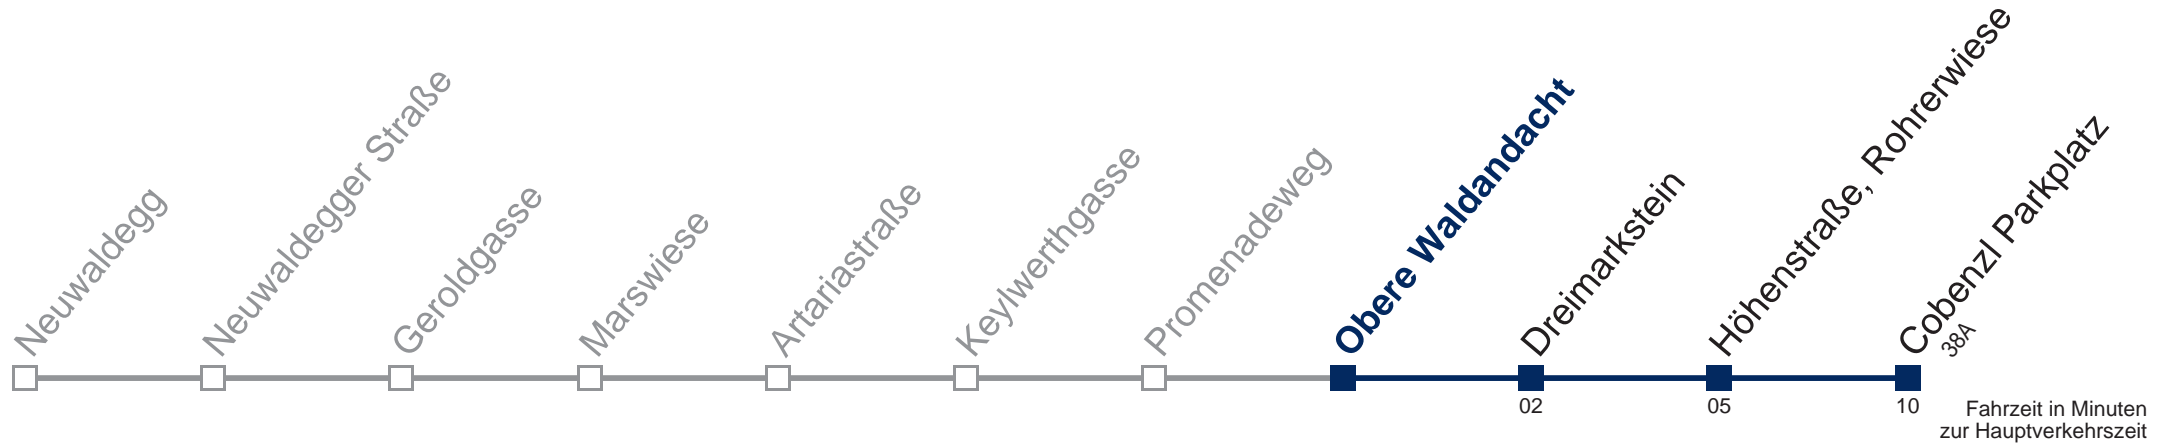 Neuwaldegg
Neuwaldegger Straße
Geroldgasse
Marswiese
Artariastraße
Keylwerthgasse
Promenadeweg
Obere Waldandacht
Dreimarkstein
Höhenstraße, Rohrerwiese
Cobenzl Parkplatz
38A
02
05
10
Fahrzeit in Minuten
zur Hauptverkehrszeit